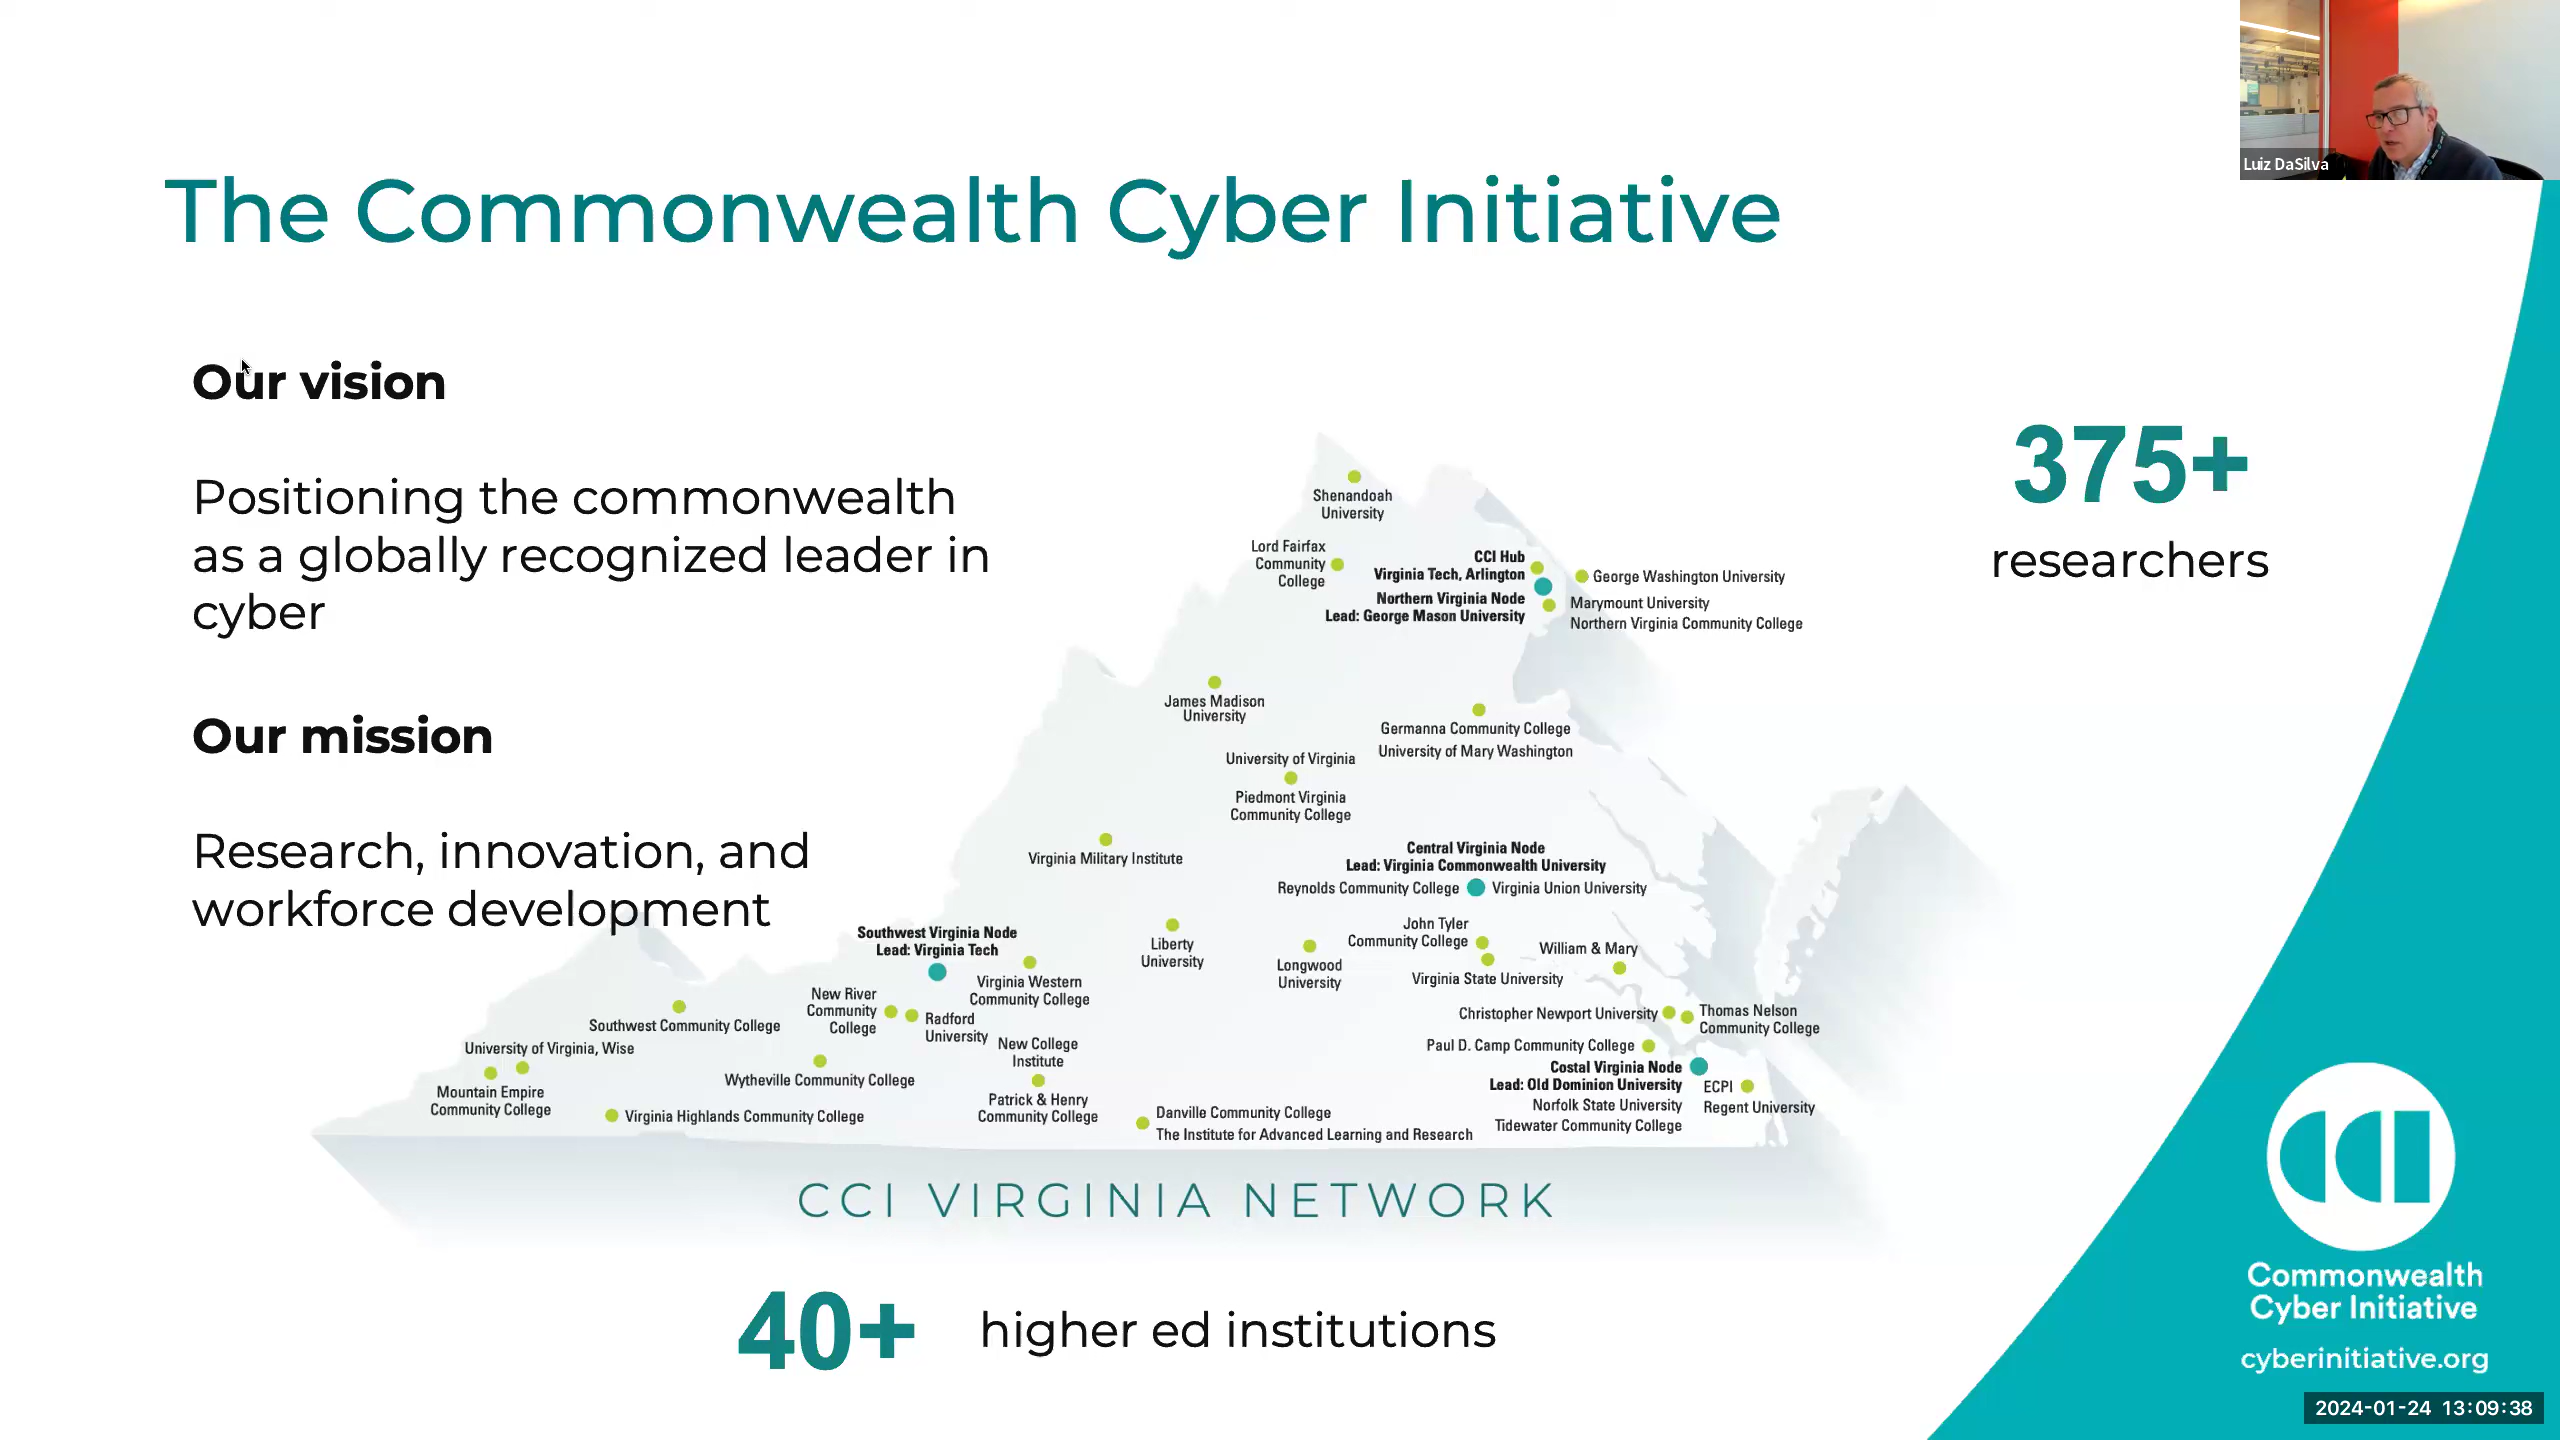 Luiz DaSilva
The Commonwealth Cyber Initiative
Our vision
Positioning the commonwealth
as a globally recognized leader in
cyber
Our mission
Research, innovation, and
workforce development
375+
researchers
Shenandoah
University
Lord Fairfax
Community
College
CCI Hub
Virginia Tech, Arlington
Northern Virginia Node
Lead: George Mason University
George Washington University
Marymount University
Northern Virginia Community College
James Madison
University
Germanna Community College
University of Mary Washington
University of Virginia
Piedmont Virginia
Community College
Virginia Military Institute
Central Virginia Node
Lead: Virginia Commonwealth University
Reynolds Community College
Virginia Union University
Southwest Virginia Node
Lead: Virginia Tech
Liberty
University
Longwood
University
John Tyler
Community College
Virginia State University
William & Mary
Virginia Western
Community College
New River
Community
College
Radford
University
Southwest Community College
University of Virginia, Wise
Mountain Empire
Community College
Wytheville Community College
Virginia Highlands Community College
New College
Institute
Patrick & Henry
Community College
Danville Community College
The Institute for Advanced Learning and Research
Christopher Newport University
Thomas Nelson
Community College
Paul D. Camp Community College
Costal Virginia Node
Lead: Old Dominion University
Norfolk State University
Tidewater Community College
ECPI
Regent University
CCI VIRGINIA NETWORK
40+ higher ed institutions
CCI
Commonwealth
Cyber Initiative
cyberinitiative.org
2024-01-24 13:09:38